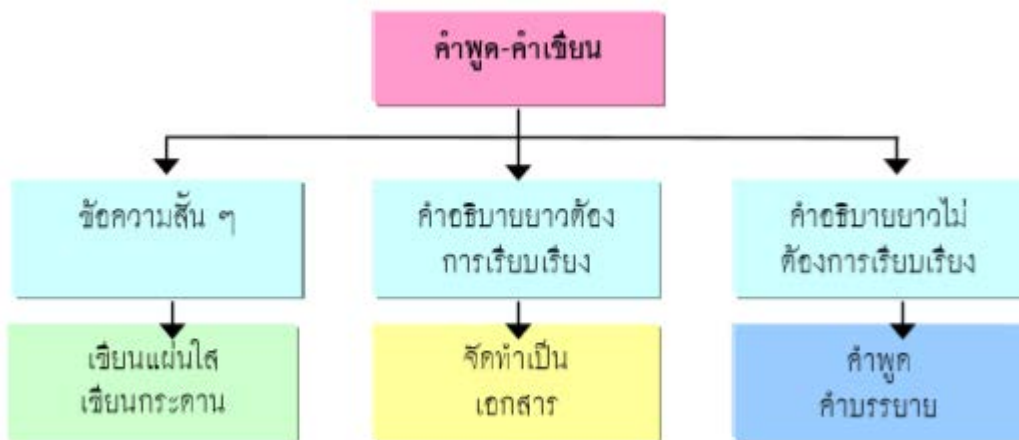 คำพูด-คำเขียน
ข้อความสั้น ๆ
คำอธิบายยาวต้อง
การเรียบเรียง
คำอธิบายยาวไม่
ต้องการเรียบเรียง
เขียนแผ่นใส
เขียนกระดาน
จัดทำเป็น
เอกสาร
คำพูด
คำบรรยาย